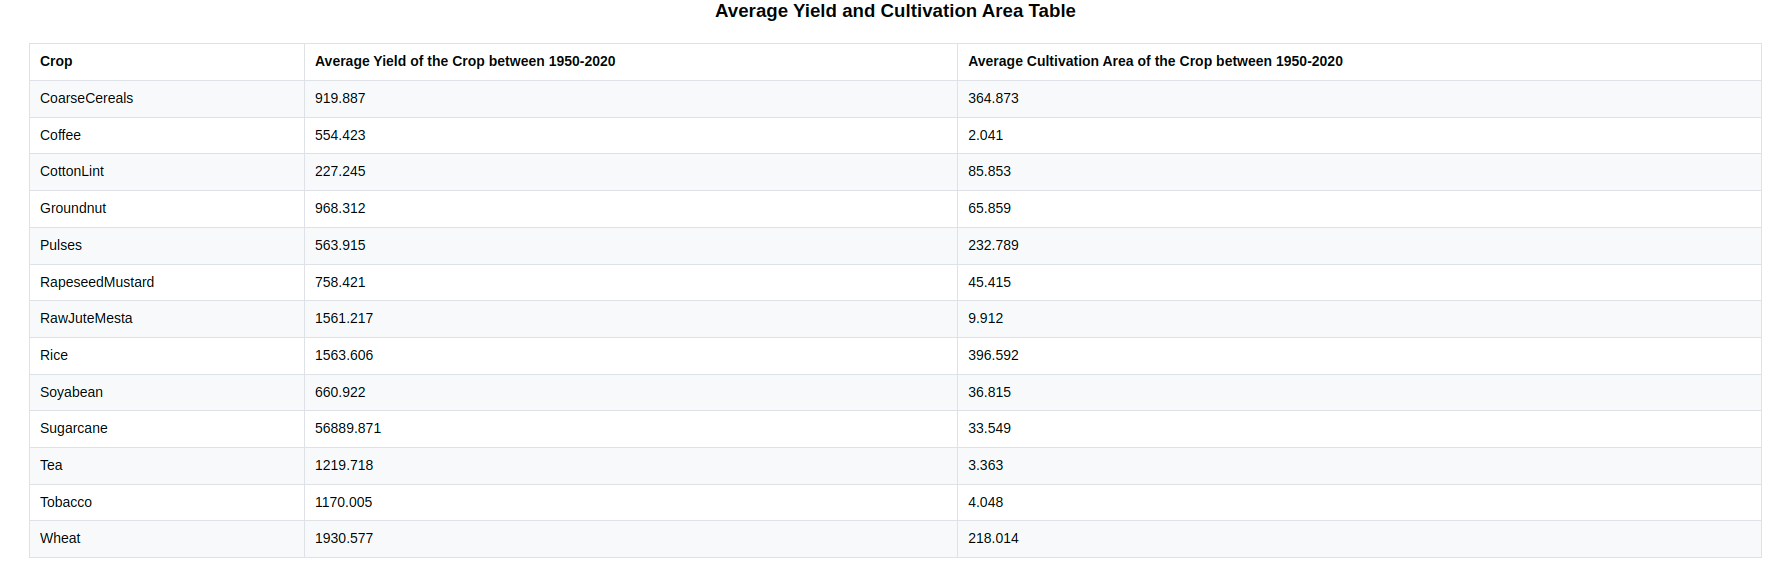 Average Yield and Cultivation Area Table
Crop Average Yield of the Crop between 1950-2020 Average Cultivation Area of the Crop between 1950-2020
CoarseCereals 919.887 364.873
Coffee 554.423 2.041
CottonLint 227.245 85.853
Groundnut 968.312 65.859
Pulses 563.915 232.789
RapeseedMustard 758.421 45.415
RawJuteMesta 1561.217 9.912
Rice 1563.606 396.592
Soyabean 660.922 36.815
Sugarcane 56889.871 33.549
Tea 1219.718 3.363
Tobacco 1170.005 4.048
Wheat 1930.577 218.014